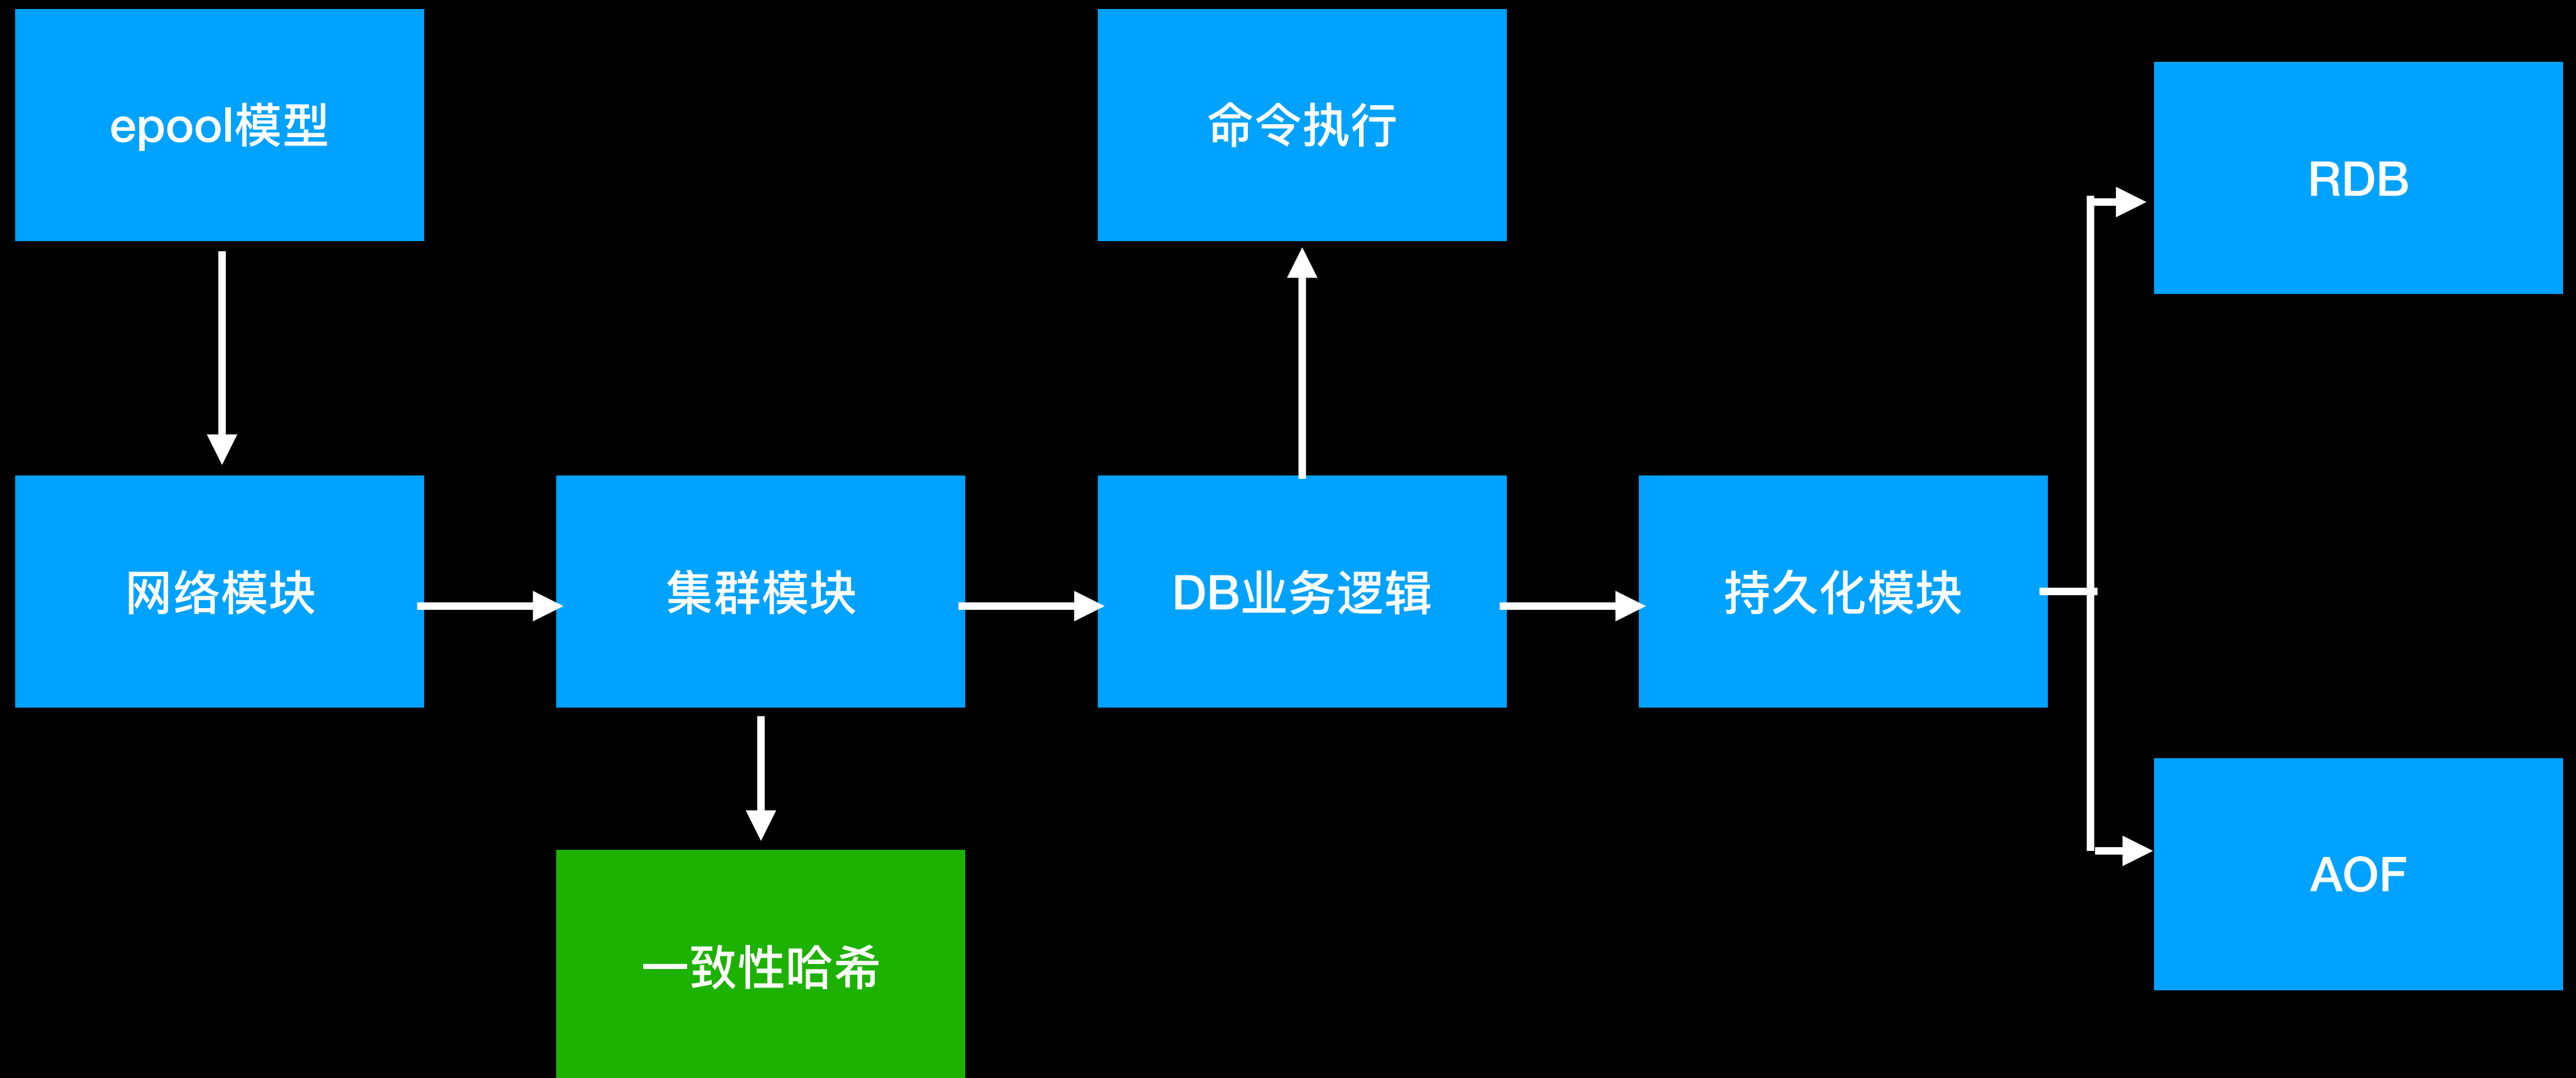 epool模型
命令执行
RDB
网络模块
集群模块
DB业务逻辑
持久化模块
AOF
一致性哈希